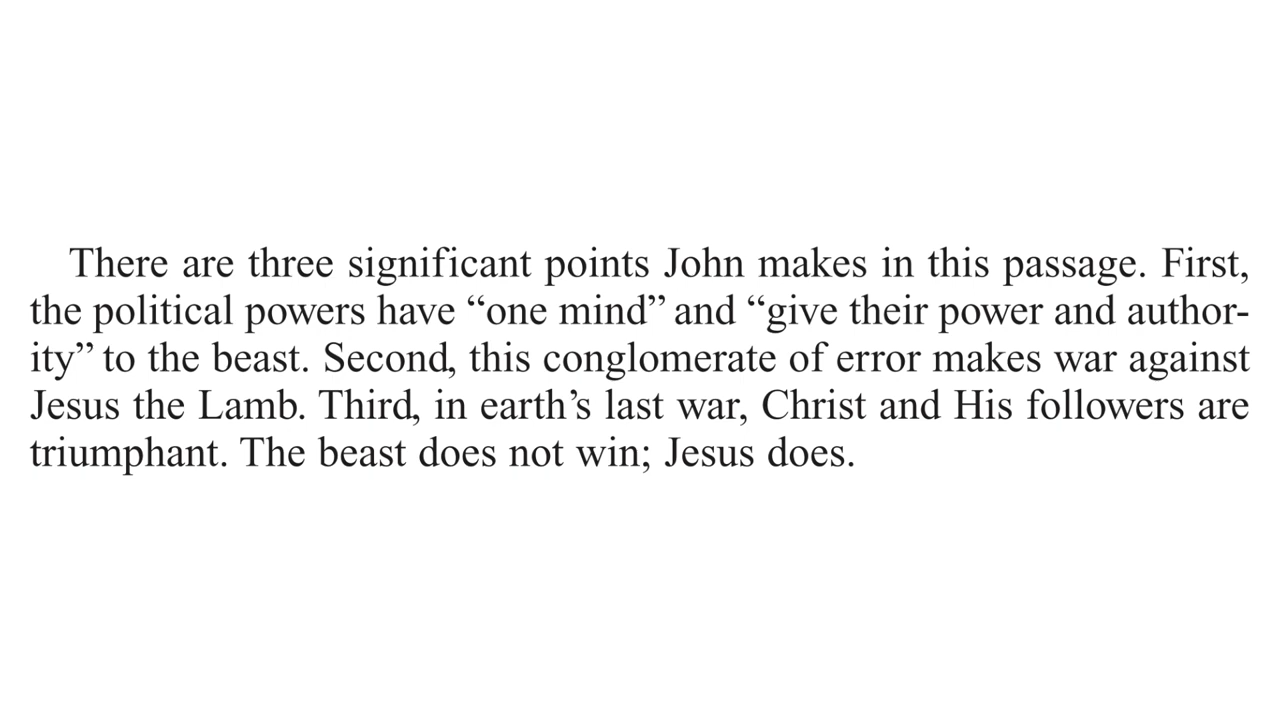 There are three significant points John makes in this passage. First,
the political powers have “one mind” and “give their power and author-
ity” to the beast. Second, this conglomerate of error makes war against
Jesus the Lamb. Third, in earth’s last war, Christ and His followers are
triumphant. The beast does not win; Jesus does.